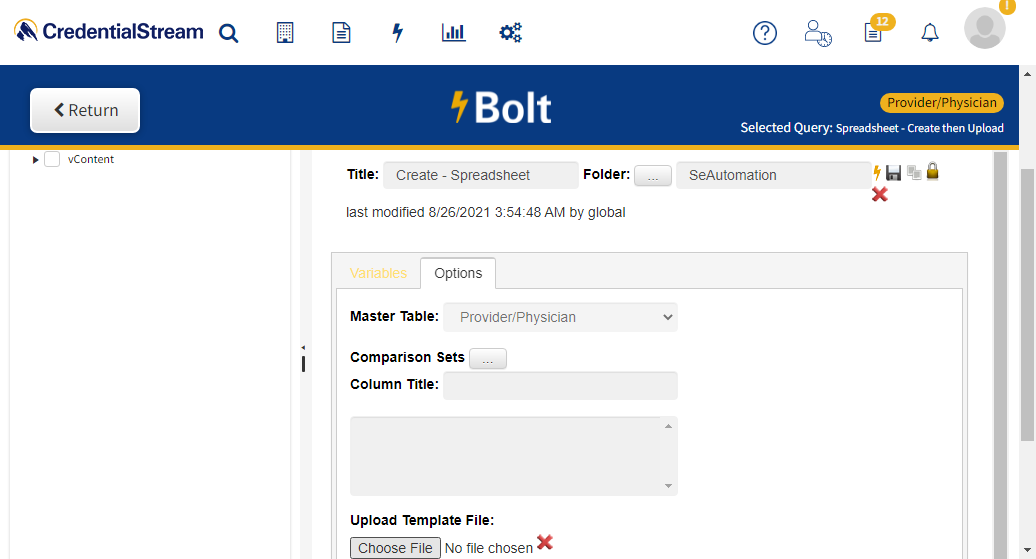 CredentialStream
!
12
Return
Bolt
Provider/Physician
Selected Query: Spreadsheet - Create then Upload
vContent
Title: Create - Spreadsheet Folder: ... SeAutomation
last modified 8/26/2021 3:54:48 AM by global
Variables Options
Master Table: Provider/Physician
Comparison Sets ...
Column Title:
Upload Template File:
Choose File No file chosen